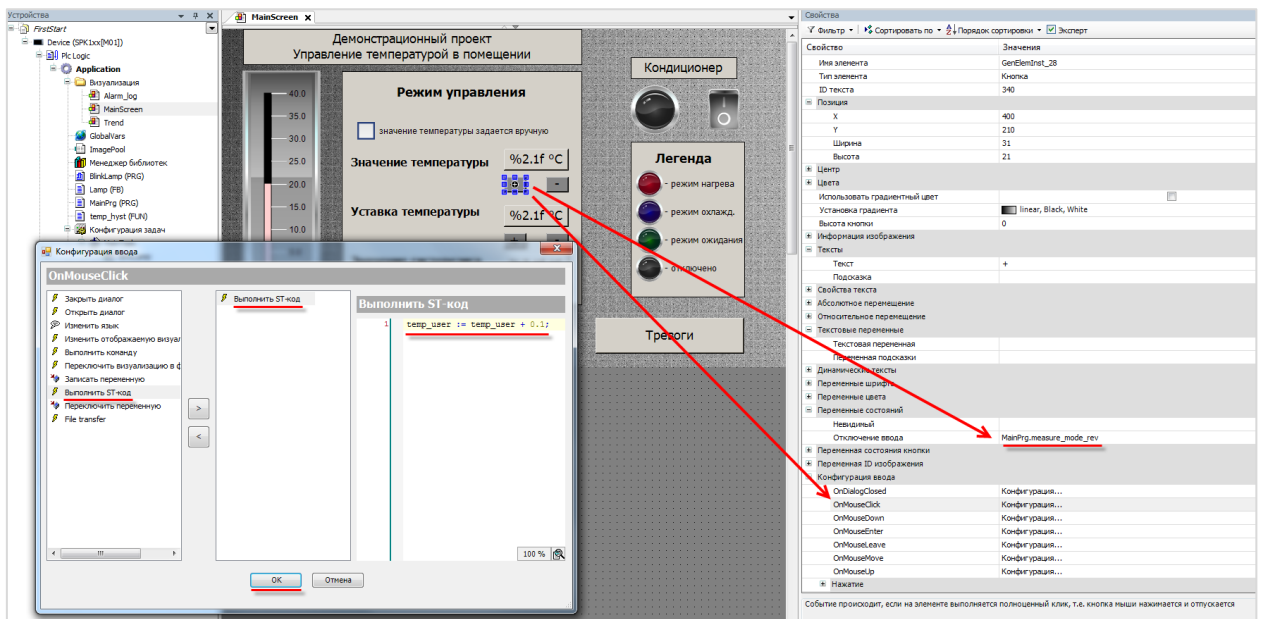 Устройства
FirstStart
Device (SPK1xx[M01])
Plc Logic
Application
Визуализация
Alarm_log
MainScreen
Trend
GlobalVars
ImagePool
Менеджер библиотек
BlinkLamp (PRG)
Lamp (FB)
MainPrg (PRG)
temp_hyst (FUN)
Конфигурация задач
MainScreen
Демонстрационный проект
Управление температурой в помещении
40.0
35.0
30.0
25.0
20.0
15.0
10.0
Режим управления
значение температуры задается вручную
Значение температуры
%2.1f ºC
+
-
Уставка температуры
%2.1f ºC
Кондиционер
Легенда
- режим нагрева
- режим охлажд.
- режим ожидания
- отключено
Тревоги
Конфигурация ввода
OnMouseClick
Закрыть диалог
Открыть диалог
Изменить язык
Изменить отображаемую визуал
Выполнить команду
Переключить визуализацию в ф
Записать переменную
Выполнить ST-код
Переключить переменную
File transfer
>
<
Выполнить ST-код
Выполнить ST-код
1 temp_user := temp_user + 0.1;
100 %
OK
Отмена
Свойства
Фильтр
Сортировать по
Порядок сортировки
Эксперт
Свойство Значения
Имя элемента GenElemInst_28
Тип элемента Кнопка
ID текста 340
Позиция
X 400
Y 210
Ширина 31
Высота 21
Центр
Цвета
Использовать градиентный цвет
Установка градиента linear, Black, White
Высота кнопки 0
Информация изображения
Тексты
Текст +
Подсказка
Свойства текста
Абсолютное перемещение
Относительное перемещение
Текстовые переменные
Текстовая переменная
Переменная подсказки
Динамические тексты
Переменные шрифта
Переменные цвета
Переменные состояний
Невидимый
Отключение ввода MainPrg.measure_mode_rev
Переменная состояния кнопки
Переменная ID изображения
Конфигурация ввода
OnDialogClosed Конфигурация...
OnMouseClick Конфигурация...
OnMouseDown Конфигурация...
OnMouseEnter Конфигурация...
OnMouseLeave Конфигурация...
OnMouseMove Конфигурация...
OnMouseUp Конфигурация...
Нажатие
Событие происходит, если на элементе выполняется полноценный клик, т.е. кнопка мыши нажимается и отпускается